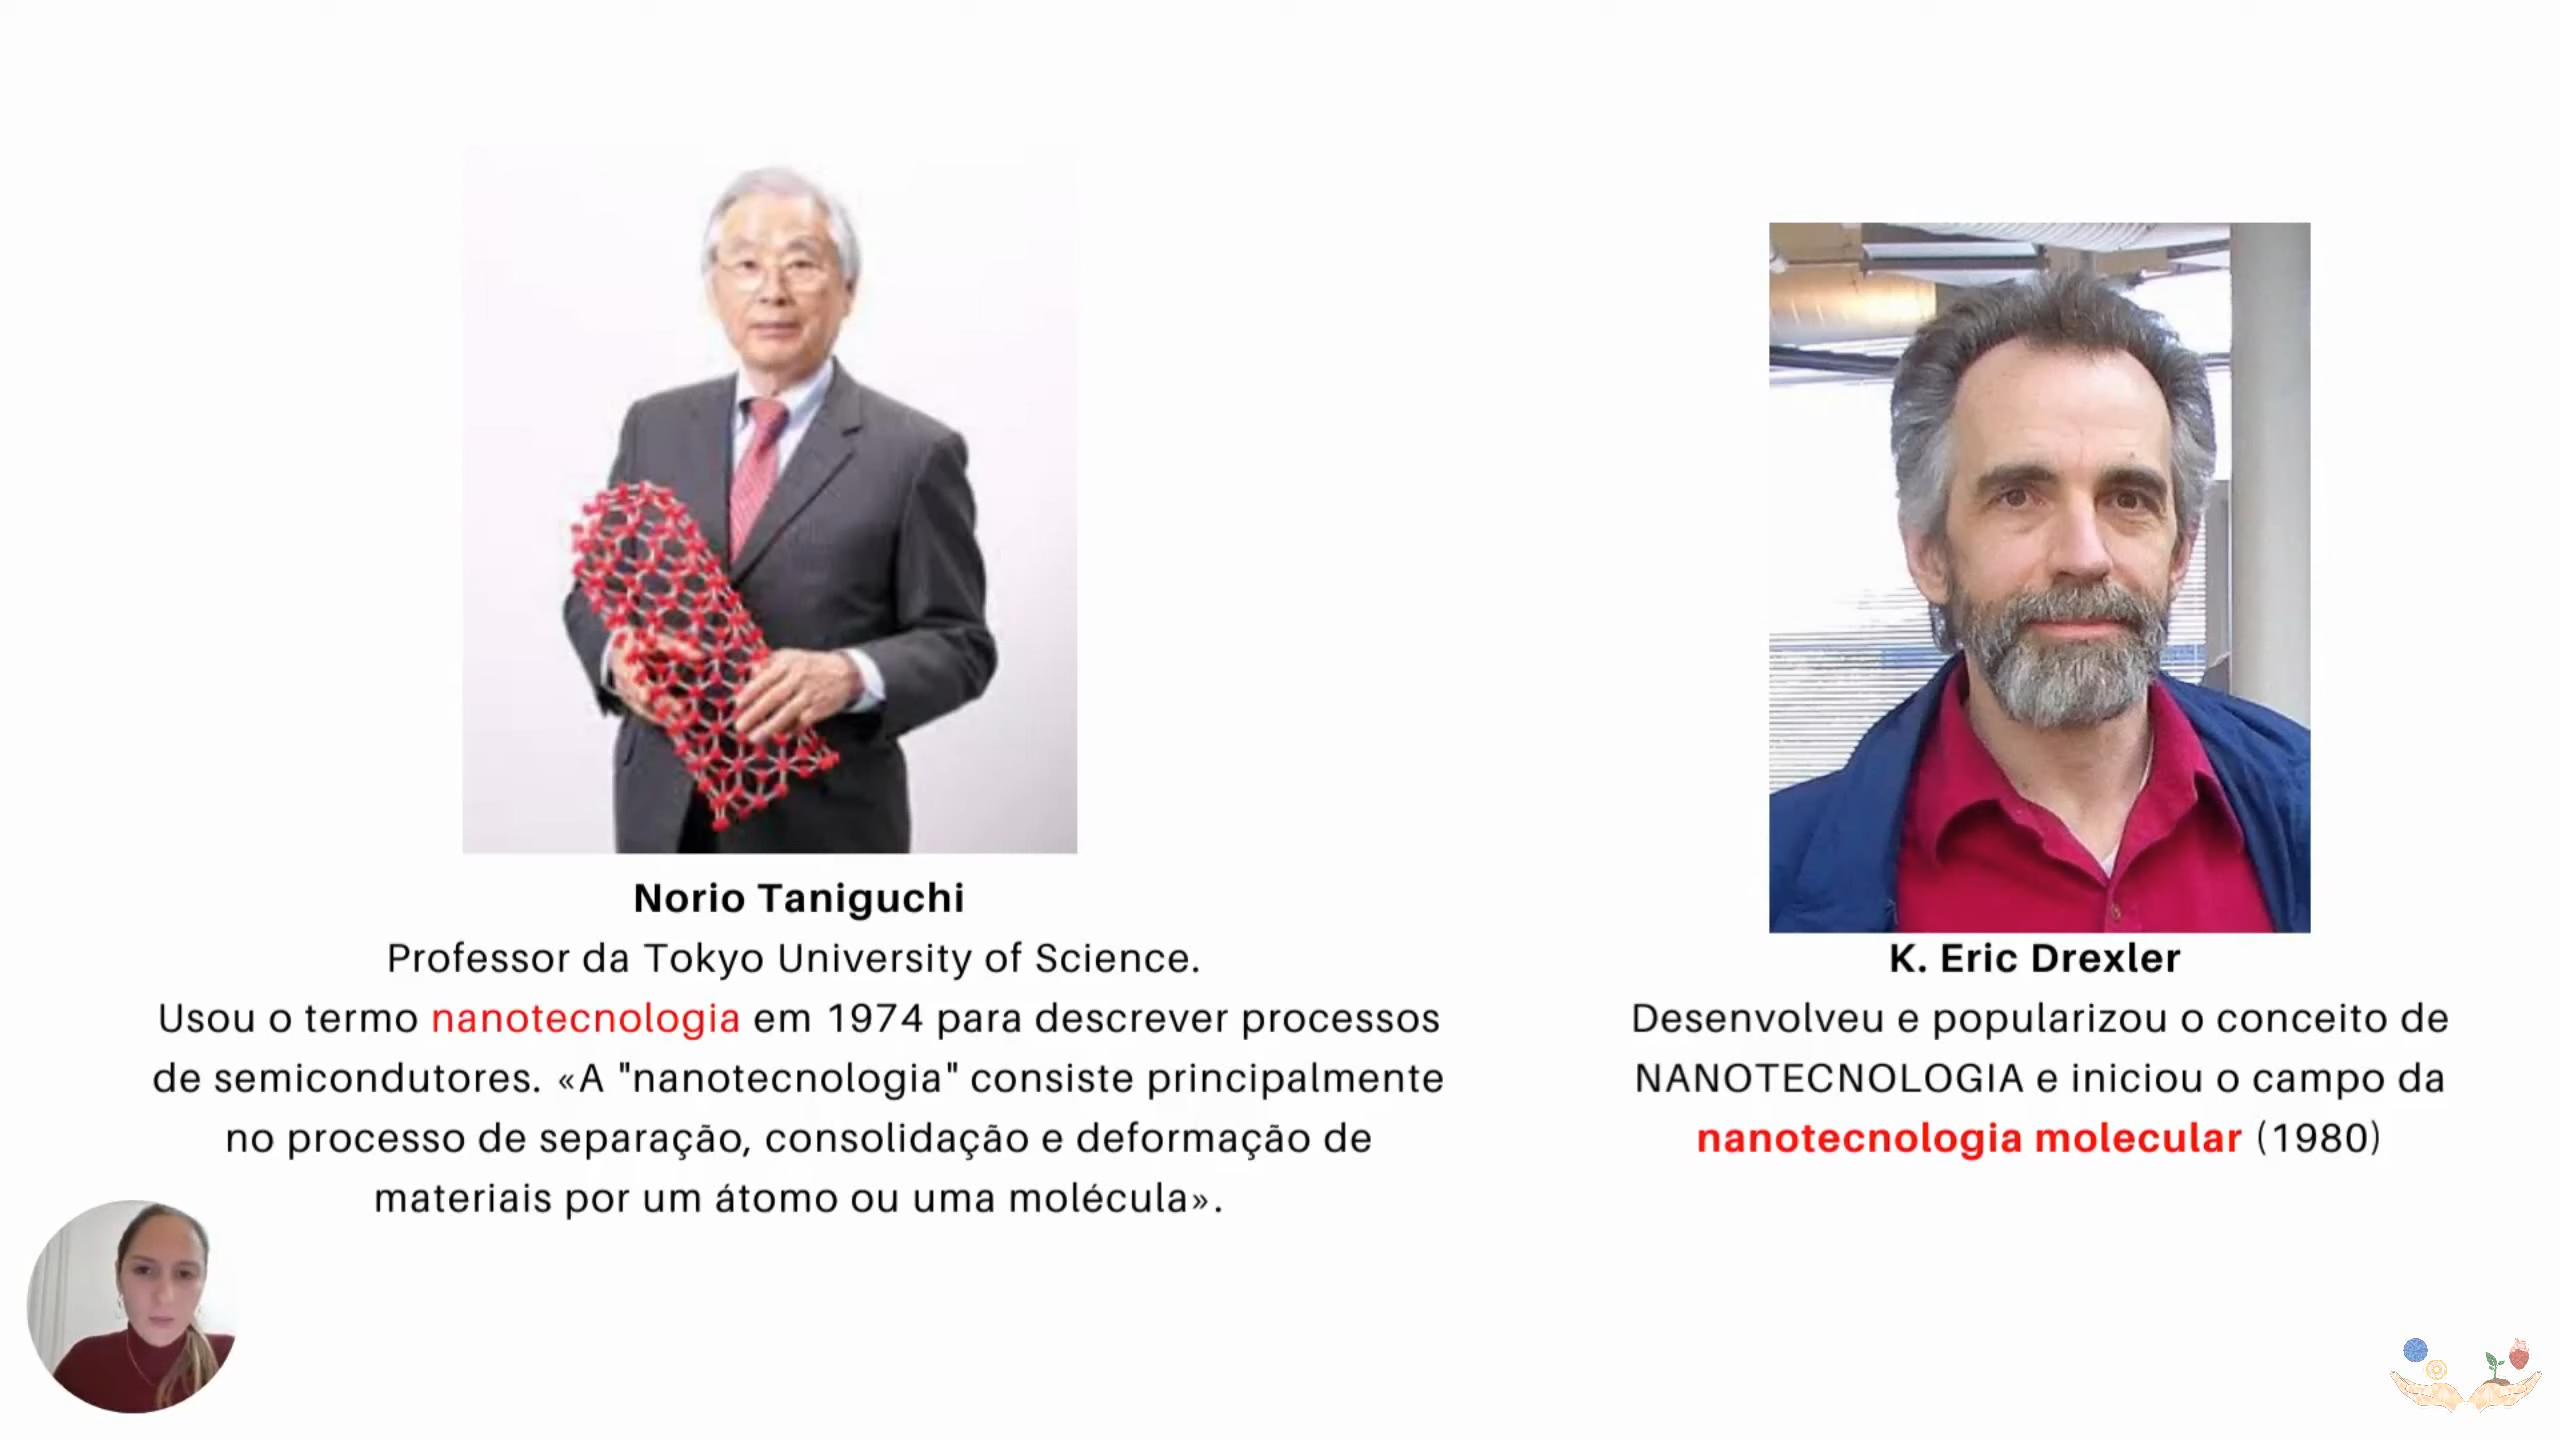 Norio Taniguchi
Professor da Tokyo University of Science.
Usou o termo nanotecnologia em 1974 para descrever processos
de semicondutores. «A "nanotecnologia" consiste principalmente
no processo de separação, consolidação e deformação de
materiais por um átomo ou uma molécula».
K. Eric Drexler
Desenvolveu e popularizou o conceito de
NANOTECNOLOGIA e iniciou o campo da
nanotecnologia molecular (1980)